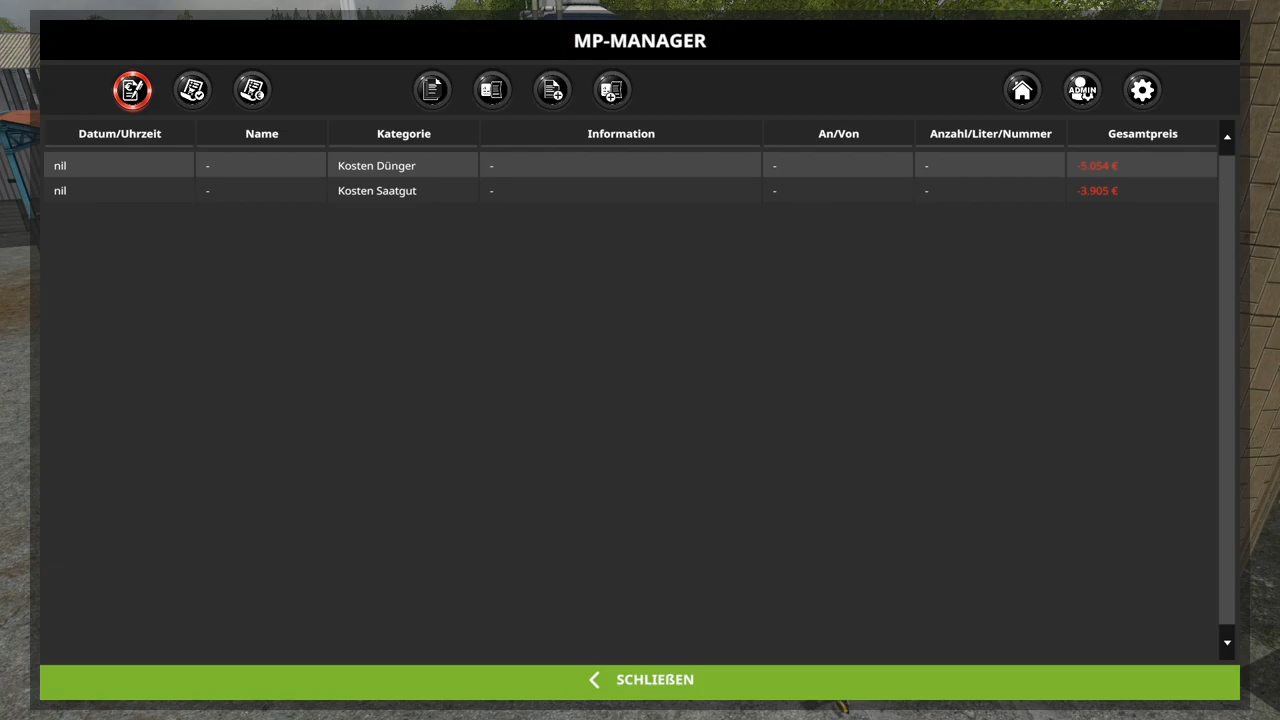 MP-MANAGER
ADMIN
Datum/Uhrzeit Name Kategorie Information An/Von Anzahl/Liter/Nummer Gesamtpreis
nil - Kosten Dünger - - - -5.054 €
nil - Kosten Saatgut - - - -3.905 €
SCHLIEßEN